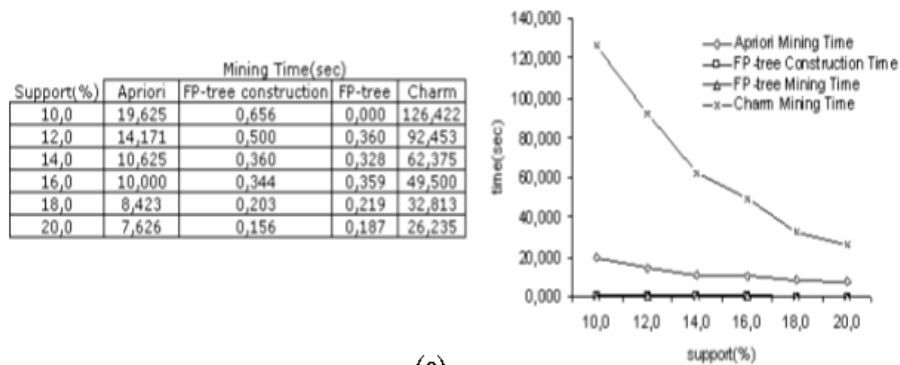 Mining Time(sec)
Support(%) Apriori FP-tree construction FP-tree Charm
10,0 19,625 0,656 0,000 126,422
12,0 14,171 0,500 0,360 92,453
14,0 10,625 0,360 0,328 62,375
16,0 10,000 0,344 0,359 49,500
18,0 8,423 0,203 0,219 32,813
20,0 7,626 0,156 0,187 26,235
140,000
120,000
100,000
80,000
60,000
40,000
20,000
0,000
time(sec)
Apriori Mining Time
FP-tree Construction Time
FP-tree Mining Time
Charm Mining Time
10,0 12,0 14,0 16,0 18,0 20,0
support(%)